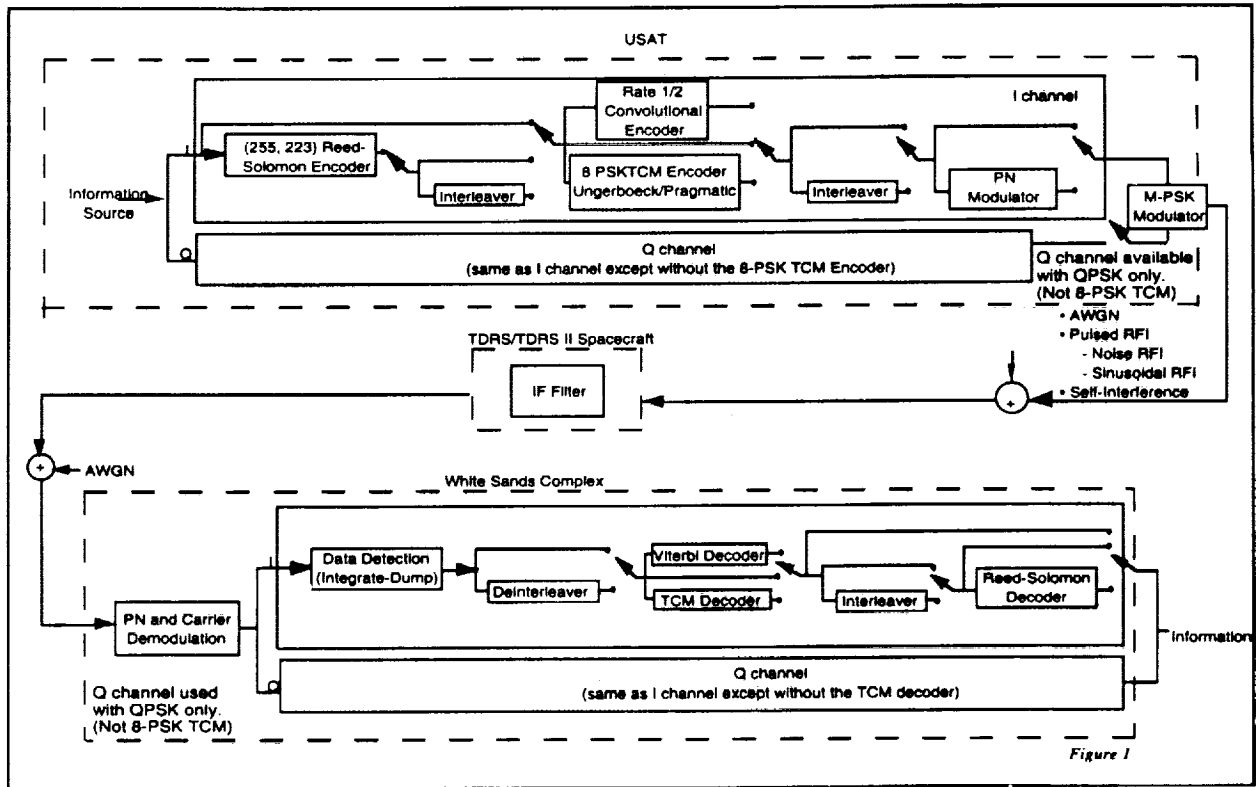 USAT
Rate 1/2
Convolutional
Encoder
I channel
I
(255, 223) Reed-
Solomon Encoder
Interleaver
8 PSKTCM Encoder
Ungerboeck/Pragmatic
Interleaver
PN
Modulator
M-PSK
Modulator
Information
Source
Q
Q channel
(same as I channel except without the 8-PSK TCM Encoder)
Q channel available
with QPSK only.
(Not 8-PSK TCM)
• AWGN
• Pulsed RFI
- Noise RFI
- Sinusoidal RFI
• Self-Interference
TDRS/TDRS II Spacecraft
IF Filter
+
+
AWGN
White Sands Complex
I
Data Detection
(Integrate-Dump)
Deinterleaver
Viterbi Decoder
TCM Decoder
Interleaver
Reed-Solomon
Decoder
PN and Carrier
Demodulation
Information
Q
Q channel
(same as I channel except without the TCM decoder)
Q channel used
with QPSK only.
(Not 8-PSK TCM)
Figure 1